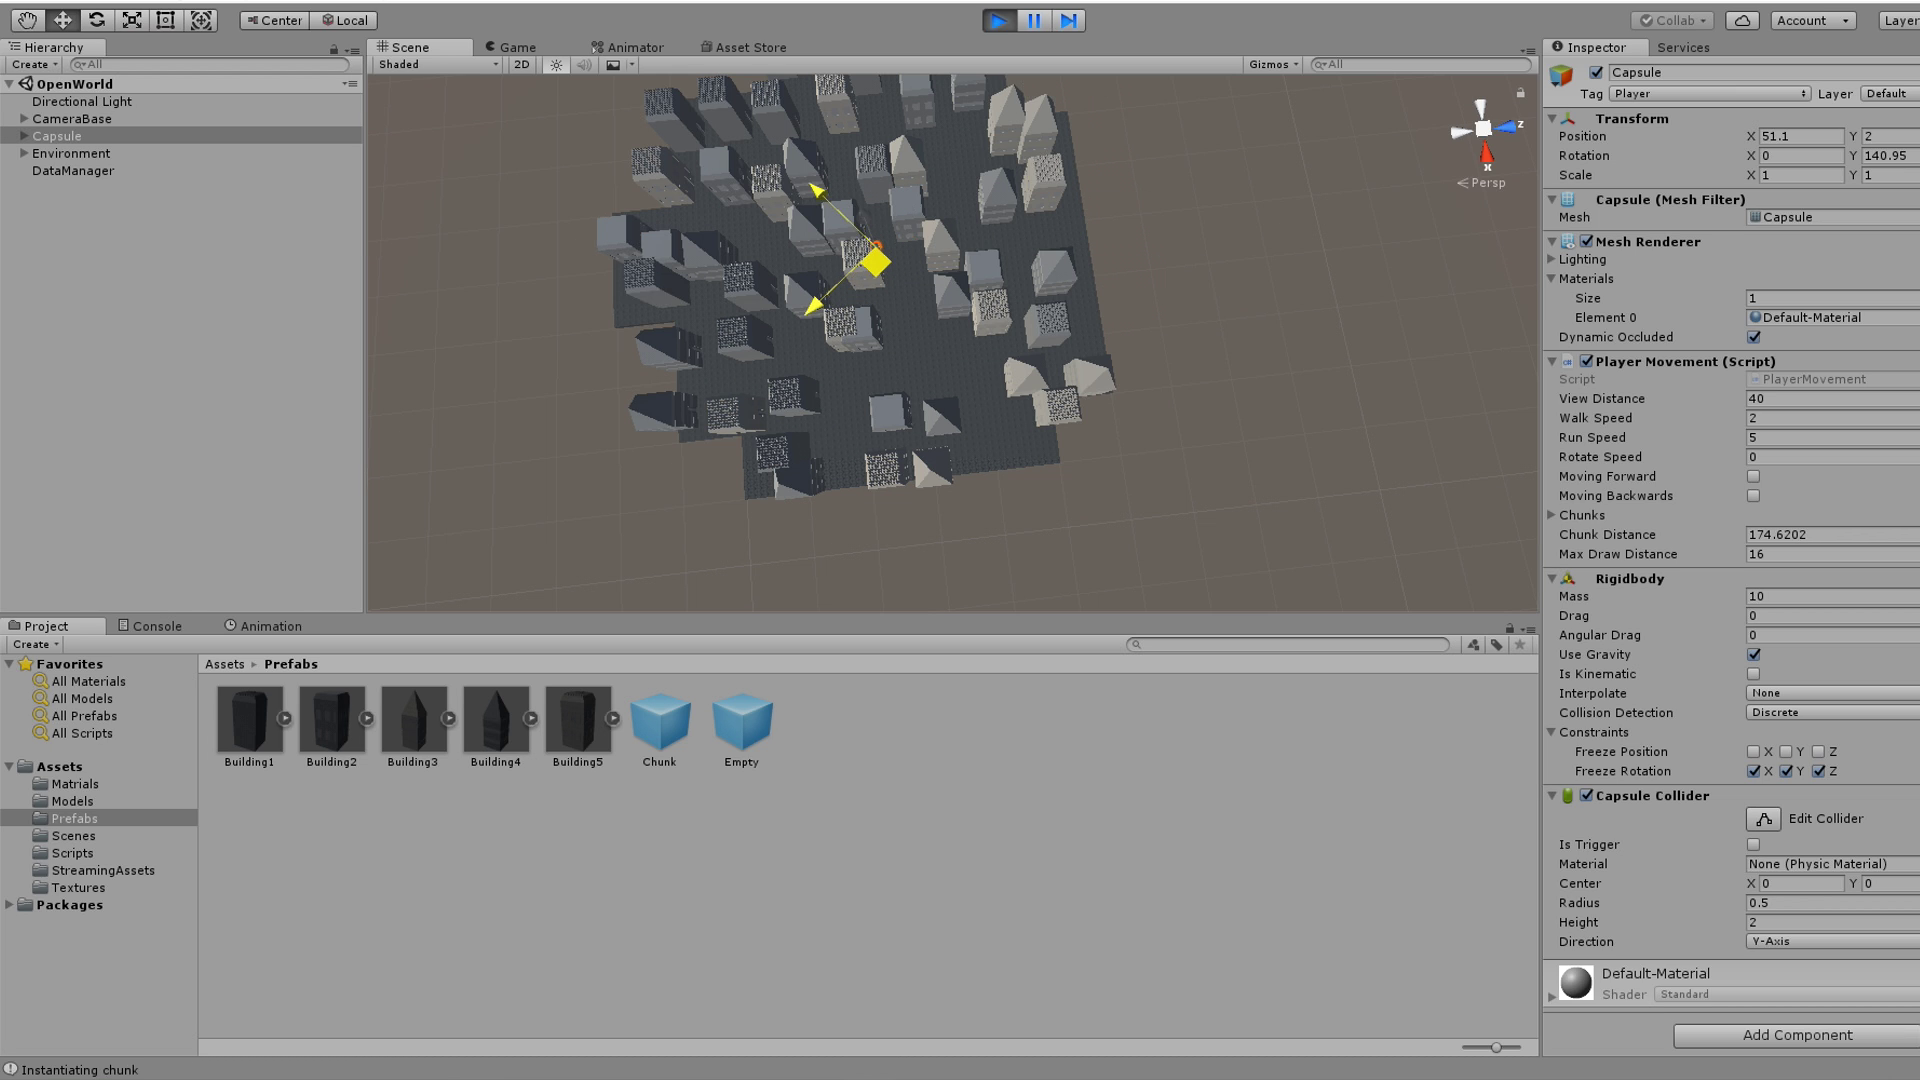 Center Local Collab Account Layer
Hierarchy
Create All
OpenWorld
Directional Light
CameraBase
Capsule
Environment
DataManager
Scene Game Animator Asset Store
Shaded 2D Gizmos All
z
x
Persp
Inspector Services
Capsule
Tag Player Layer Default
Transform
Position X 51.1 Y 2
Rotation X 0 Y 140.95
Scale X 1 Y 1
Capsule (Mesh Filter)
Mesh Capsule
Mesh Renderer
Lighting
Materials
Size 1
Element 0 Default-Material
Dynamic Occluded
Player Movement (Script)
Script PlayerMovement
View Distance 40
Walk Speed 2
Run Speed 5
Rotate Speed 0
Moving Forward
Moving Backwards
Chunks
Chunk Distance 174.6202
Max Draw Distance 16
Rigidbody
Mass 10
Drag 0
Angular Drag 0
Use Gravity
Is Kinematic
Interpolate None
Collision Detection Discrete
Constraints
Freeze Position X Y Z
Freeze Rotation X Y Z
Capsule Collider
Edit Collider
Is Trigger
Material None (Physic Material)
Center X 0 Y 0
Radius 0.5
Height 2
Direction Y-Axis
Default-Material
Shader Standard
Add Component
Project Console Animation
Create
Favorites
All Materials
All Models
All Prefabs
All Scripts
Assets
Matrials
Models
Prefabs
Scenes
Scripts
StreamingAssets
Textures
Packages
Assets Prefabs
Building1 Building2 Building3 Building4 Building5 Chunk Empty
Instantiating chunk